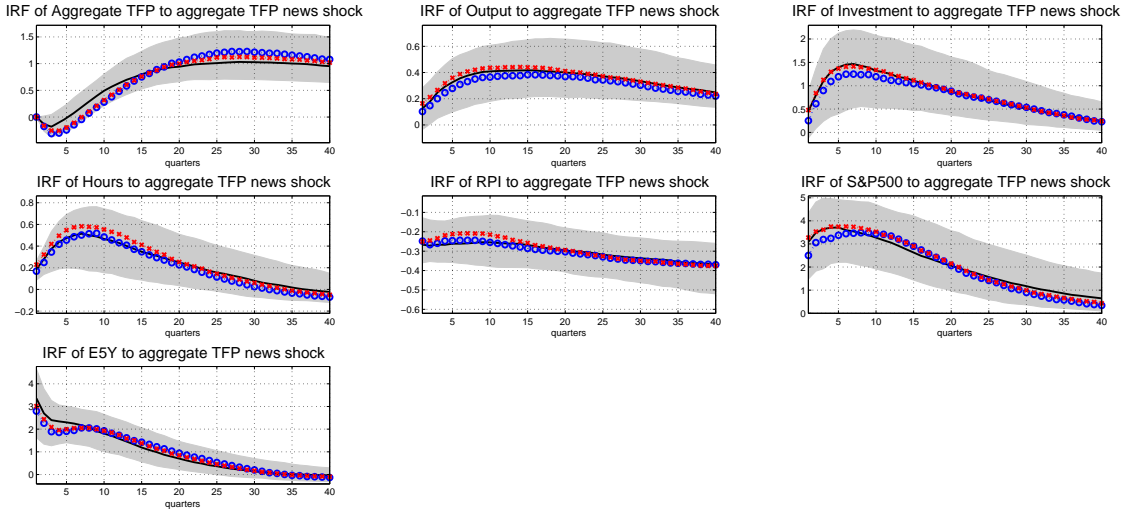 IRF of Aggregate TFP to aggregate TFP news shock
1.5
1
0.5
0
5 10 15 20 25 30 35 40
quarters
IRF of Output to aggregate TFP news shock
0.6
0.4
0.2
0
5 10 15 20 25 30 35 40
quarters
IRF of Investment to aggregate TFP news shock
2
1.5
1
0.5
0
5 10 15 20 25 30 35 40
quarters
IRF of Hours to aggregate TFP news shock
0.6
0.4
0.2
0
−0.2
5 10 15 20 25 30 35 40
quarters
IRF of RPI to aggregate TFP news shock
−0.1
−0.2
−0.3
−0.4
−0.5
−0.6
5 10 15 20 25 30 35 40
quarters
IRF of S&P500 to aggregate TFP news shock
5
4
3
2
1
0
5 10 15 20 25 30 35 40
quarters
IRF of E5Y to aggregate TFP news shock
4
3
2
1
0
5 10 15 20 25 30 35 40
quarters